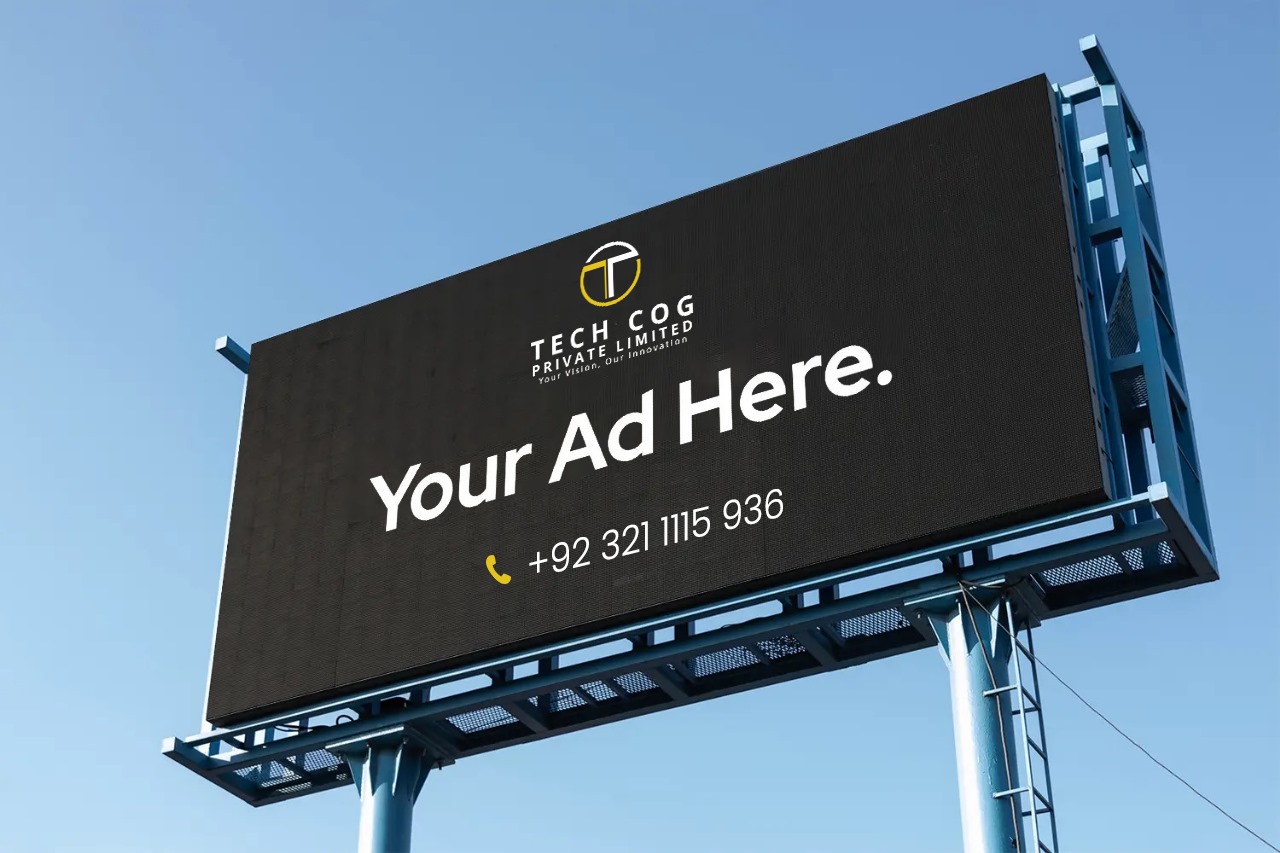 TECH COG
PRIVATE LIMITED
Your Vision, Our Innovation
Your Ad Here.
+92 321 1115 936